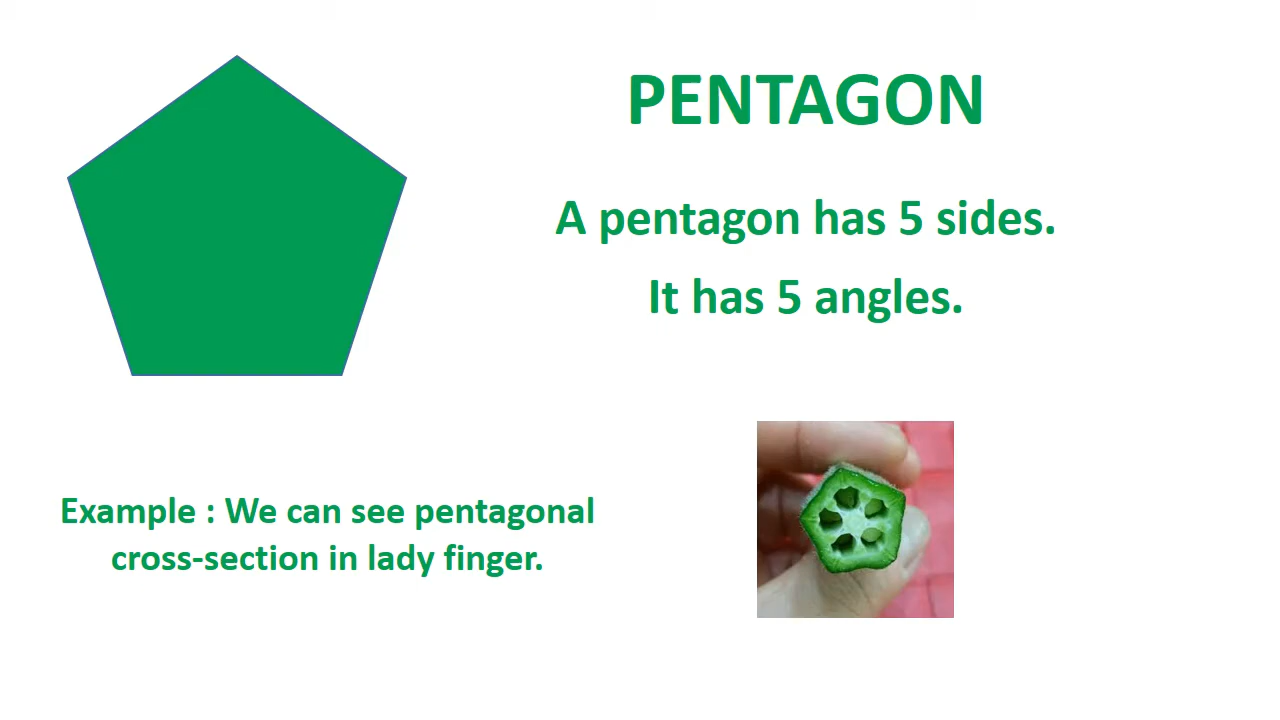 PENTAGON
A pentagon has 5 sides.
It has 5 angles.
Example : We can see pentagonal
cross-section in lady finger.